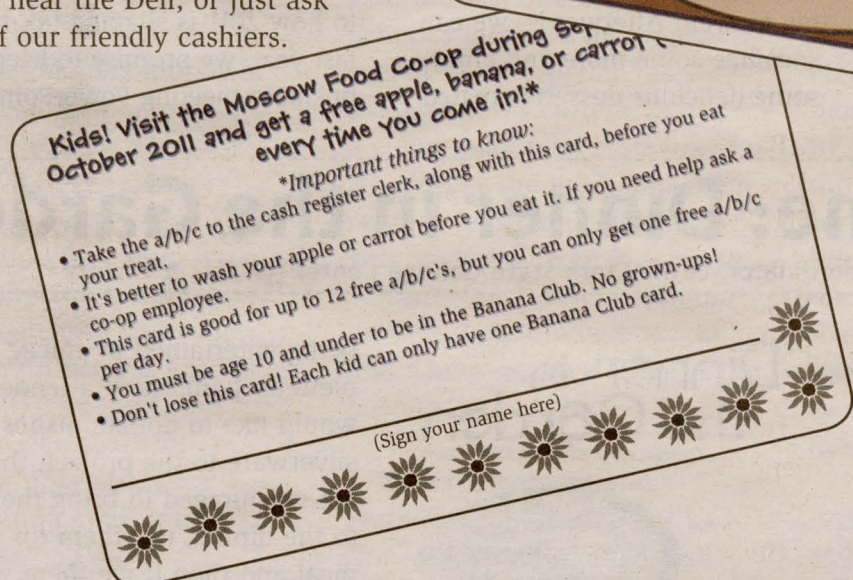 near the Deli, or just ask
f our friendly cashiers.
Kids! Visit the Moscow Food Co-op during
October 2011 and get a free apple, banana, or carrot
every time you come in!*
*Important things to know:
• Take the a/b/c to the cash register clerk, along with this card, before you eat
your treat.
• It's better to wash your apple or carrot before you eat it. If you need help ask a
co-op employee.
• This card is good for up to 12 free a/b/c's, but you can only get one free a/b/c
per day.
• You must be age 10 and under to be in the Banana Club. No grown-ups!
• Don't lose this card! Each kid can only have one Banana Club card.
(Sign your name here)